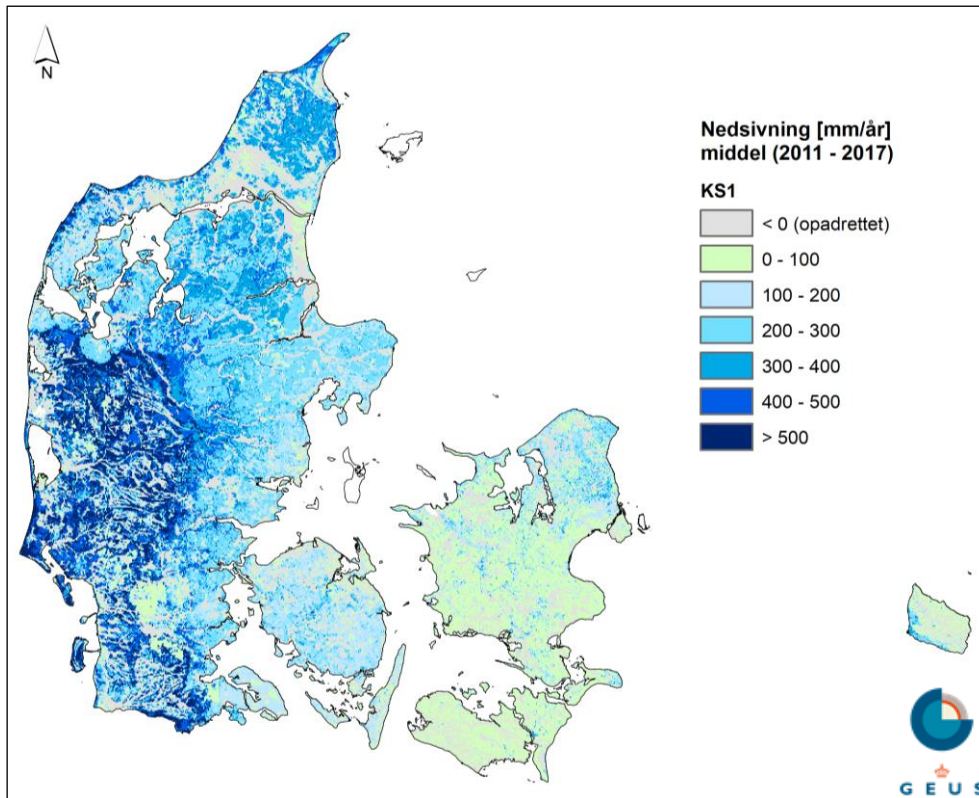 N
Nedsivning [mm/år]
middel (2011 - 2017)
KS1
< 0 (opadrettet)
0 - 100
100 - 200
200 - 300
300 - 400
400 - 500
> 500
G E U S